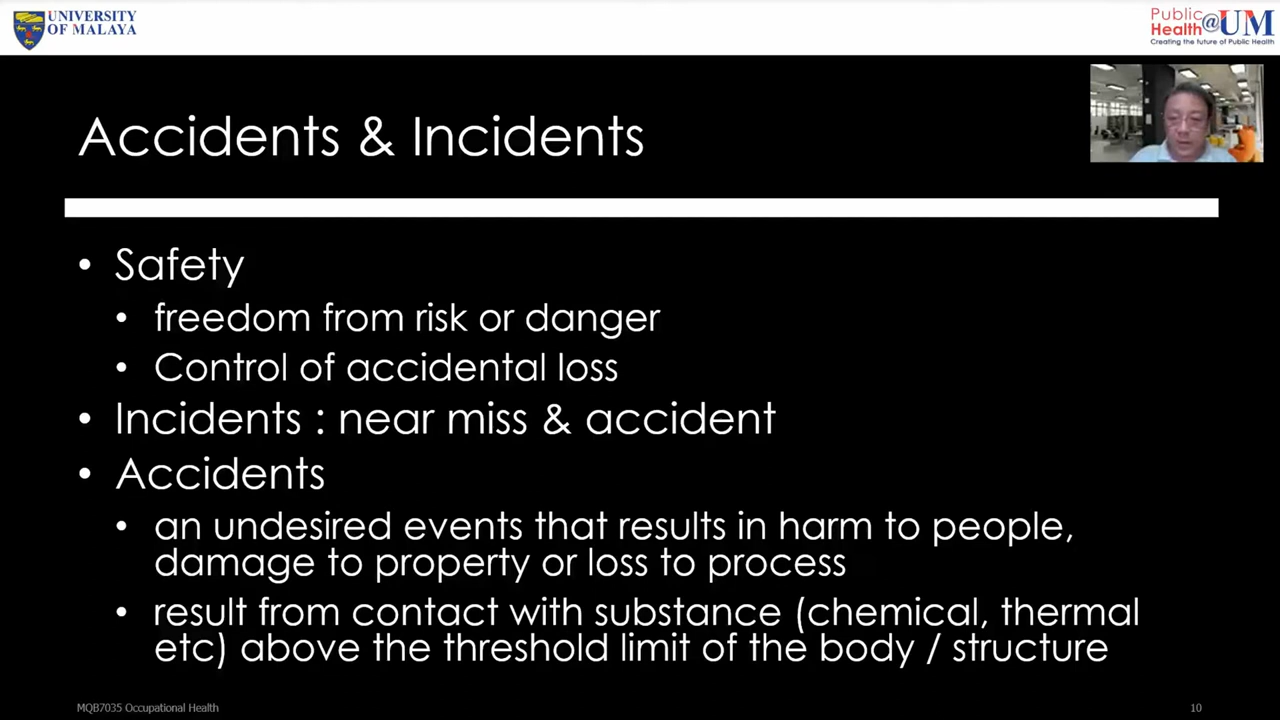 UNIVERSITY
OF MALAYA
Public
Health@UM
Creating the future of Public Health
Accidents & Incidents
• Safety
• freedom from risk or danger
• Control of accidental loss
• Incidents : near miss & accident
• Accidents
• an undesired events that results in harm to people,
damage to property or loss to process
• result from contact with substance (chemical, thermal
etc) above the threshold limit of the body / structure
MQB7035 Occupational Health
10